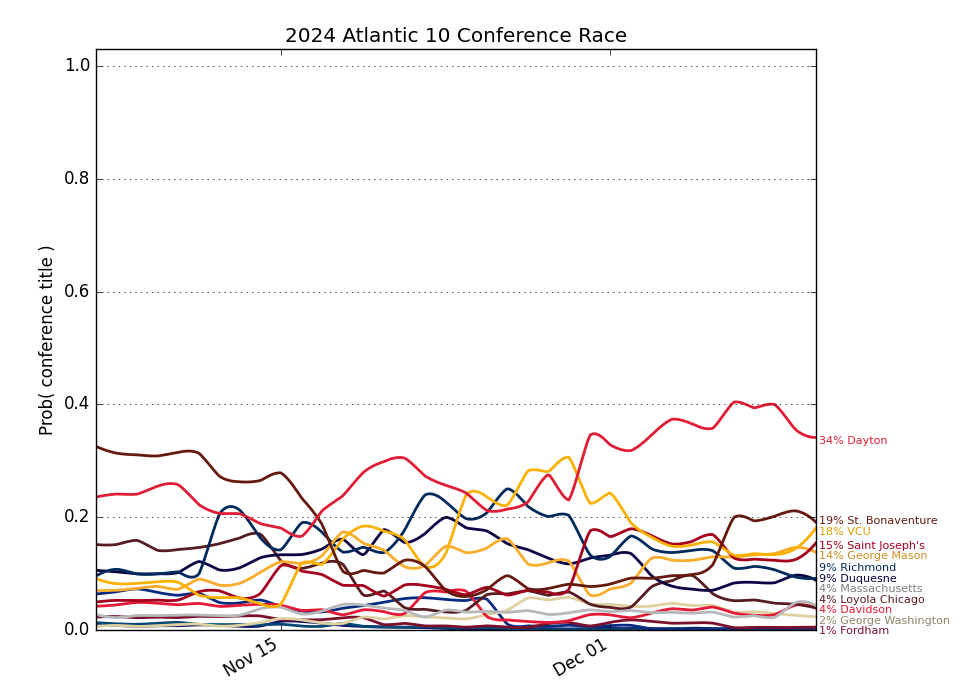 2024 Atlantic 10 Conference Race
Prob( conference title )
1.0
0.8
0.6
0.4
0.2
0.0
Nov 15
Dec 01
34% Dayton
19% St. Bonaventure
18% VCU
15% Saint Joseph's
14% George Mason
9% Richmond
9% Duquesne
4% Massachusetts
4% Loyola Chicago
4% Davidson
2% George Washington
1% Fordham